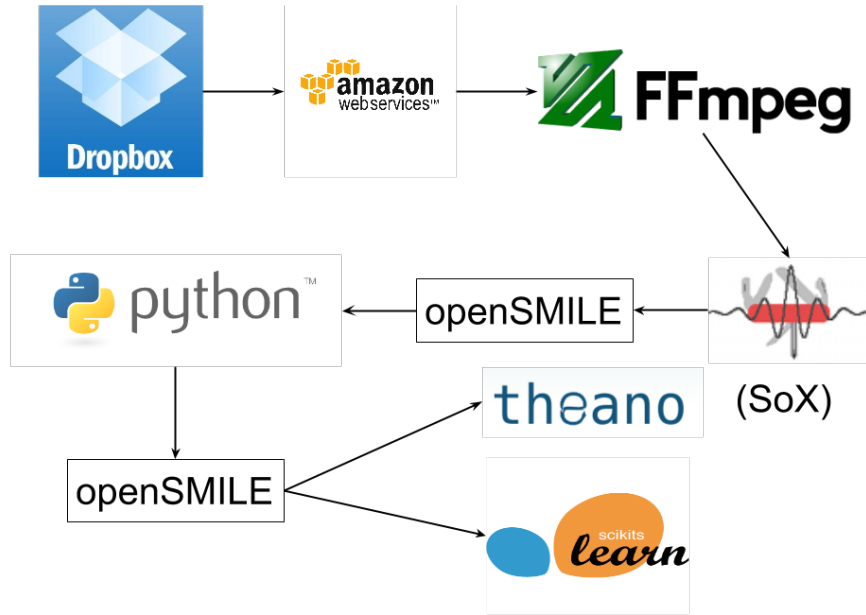 Dropbox
amazon
webservices™
FFmpeg
python™
openSMILE
(SoX)
theano
openSMILE
scikits
learn